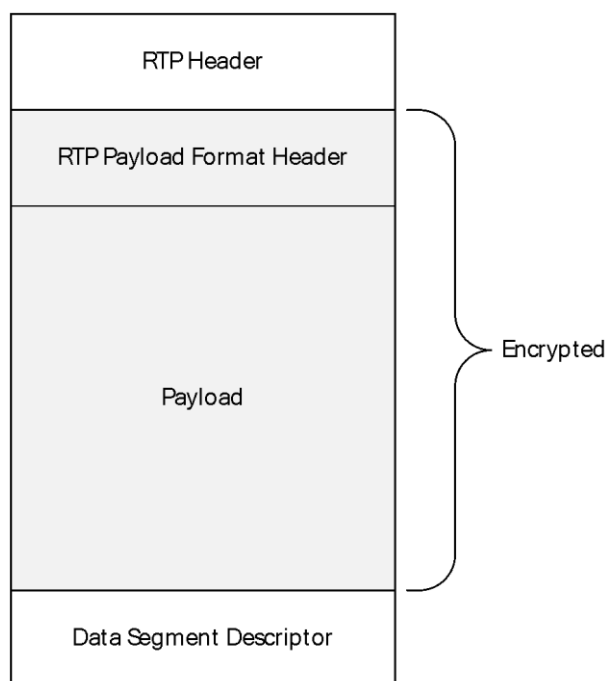 RTP Header
RTP Payload Format Header
Encrypted
Payload
Data Segment Descriptor